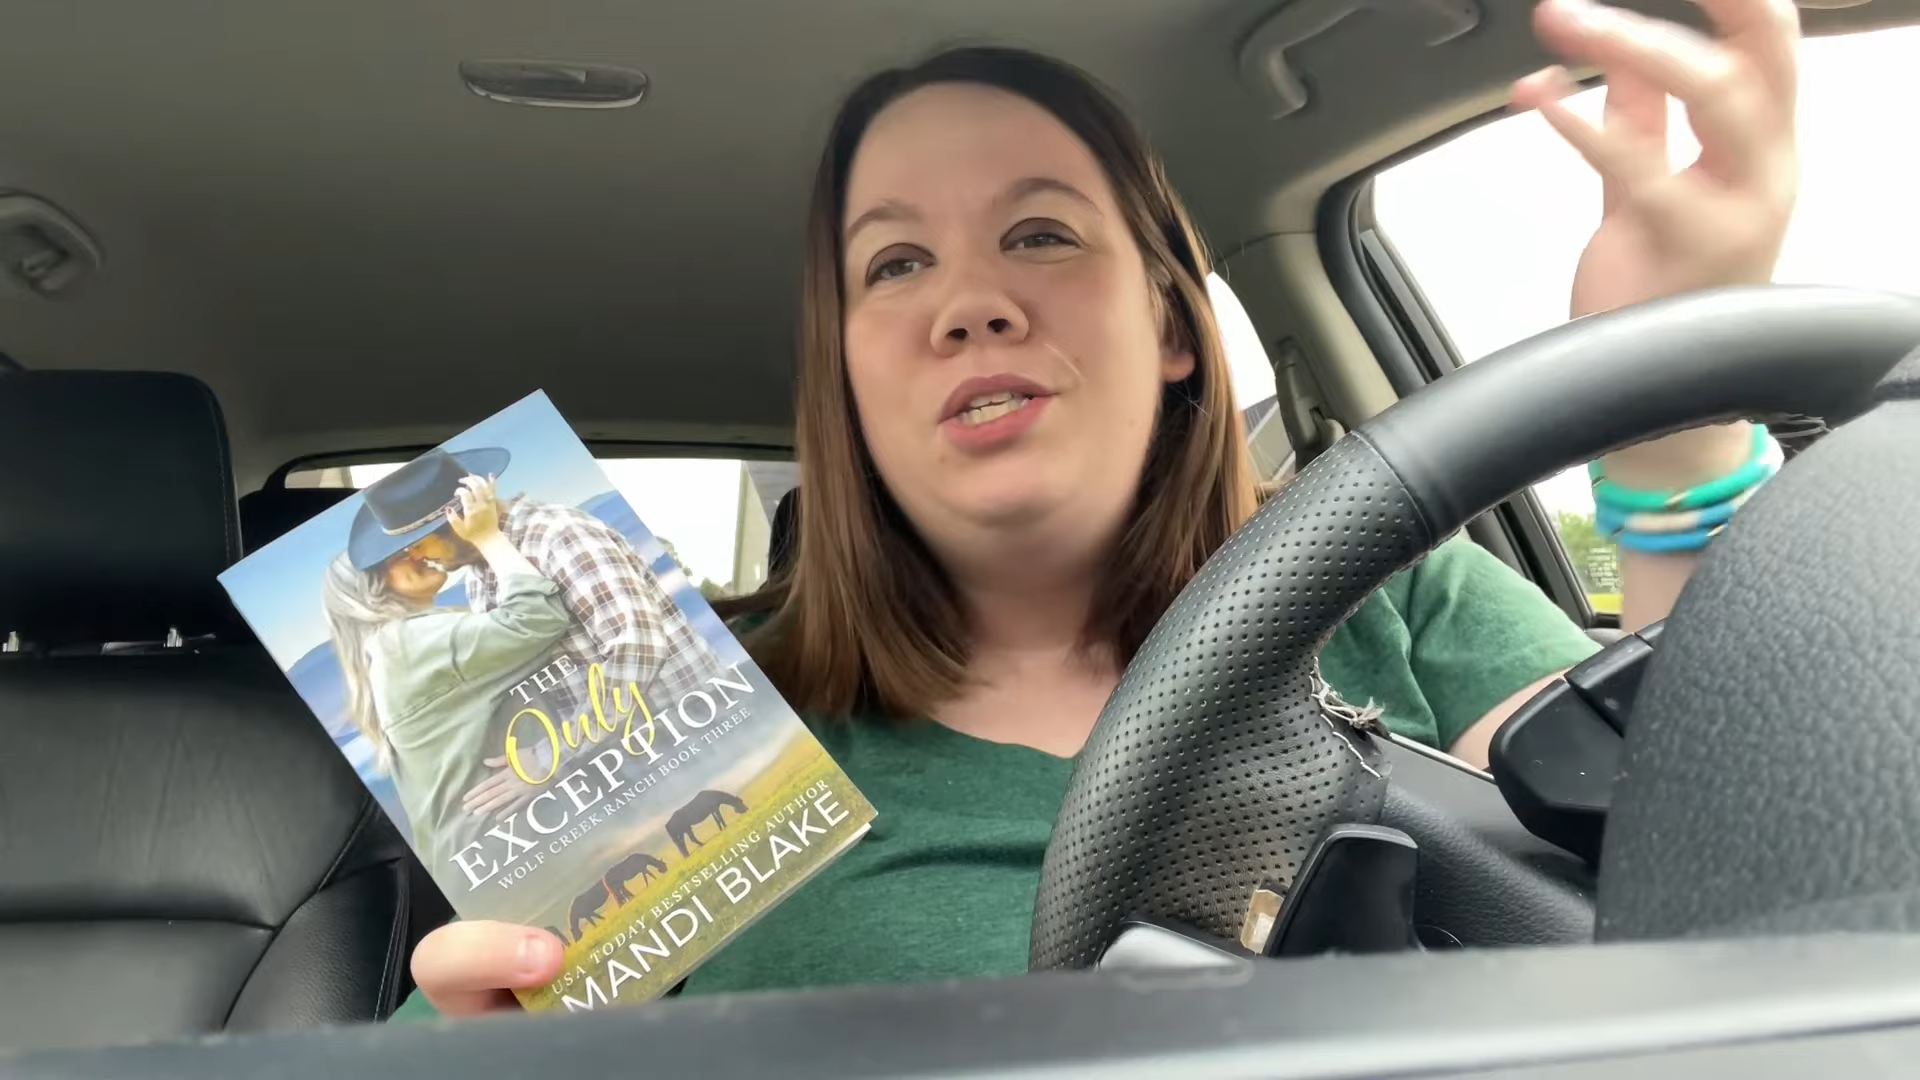 THE
Only
EXCEPTION
WOLF CREEK RANCH BOOK THREE
USA TODAY BESTSELLING AUTHOR
MANDI BLAKE